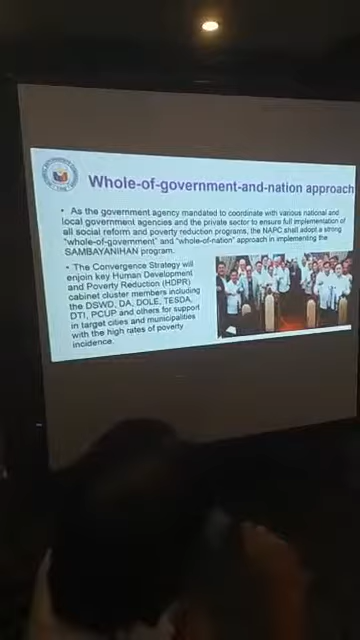 Whole-of-government-and-nation approach
• As the government agency mandated to coordinate with various national and
local government agencies and the private sector to ensure full implementation of
all social reform and poverty reduction programs, the NAPC shall adopt a strong
"whole-of-government" and "whole-of-nation" approach in implementing the
SAMBAYANIHAN program.
• The Convergence Strategy will
enjoin key Human Development
and Poverty Reduction (HDPR)
cabinet cluster members including
the DSWD, DA, DOLE, TESDA,
DTI, PCUP and others for support
in target cities and municipalities
with the high rates of poverty
incidence.